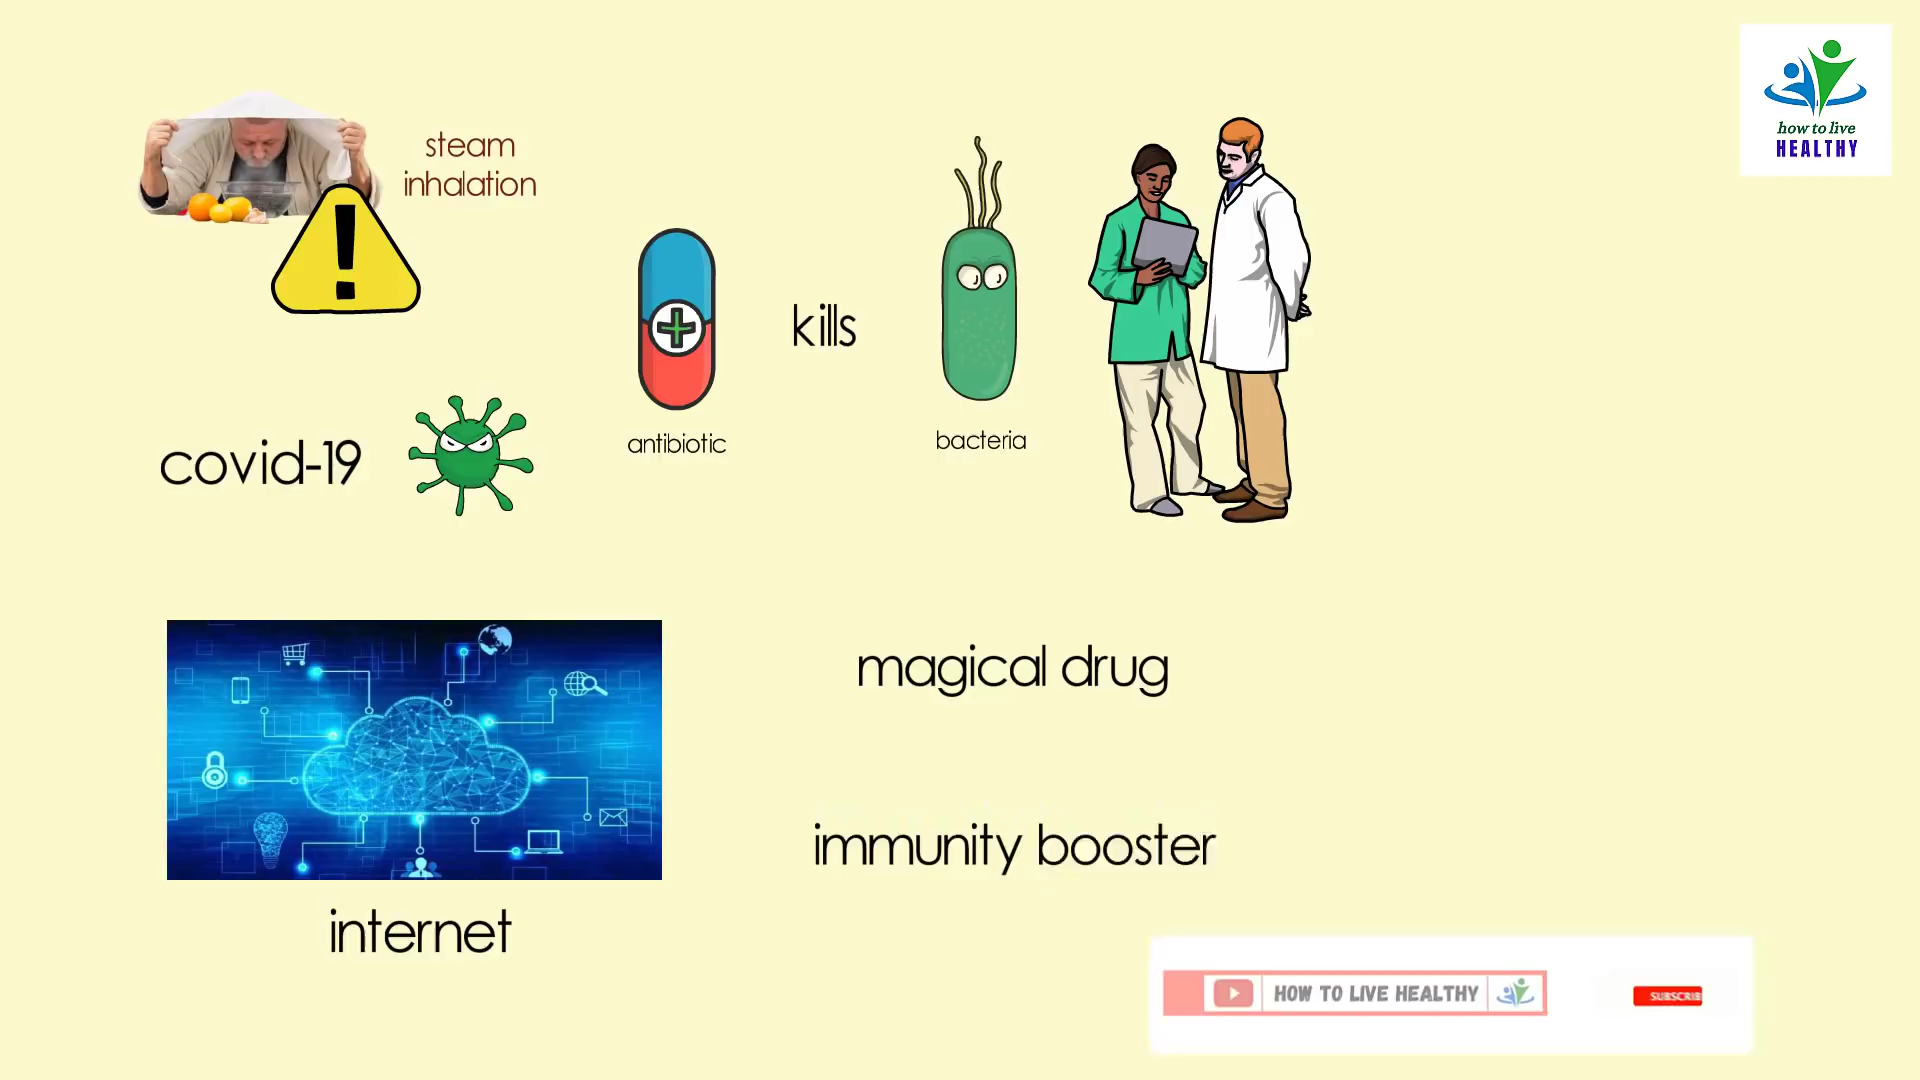 how to live
HEALTHY
steam
inhalation
kills
antibiotic
bacteria
covid-19
magical drug
immunity booster
internet
HOW TO LIVE HEALTHY
SUBSCRIB